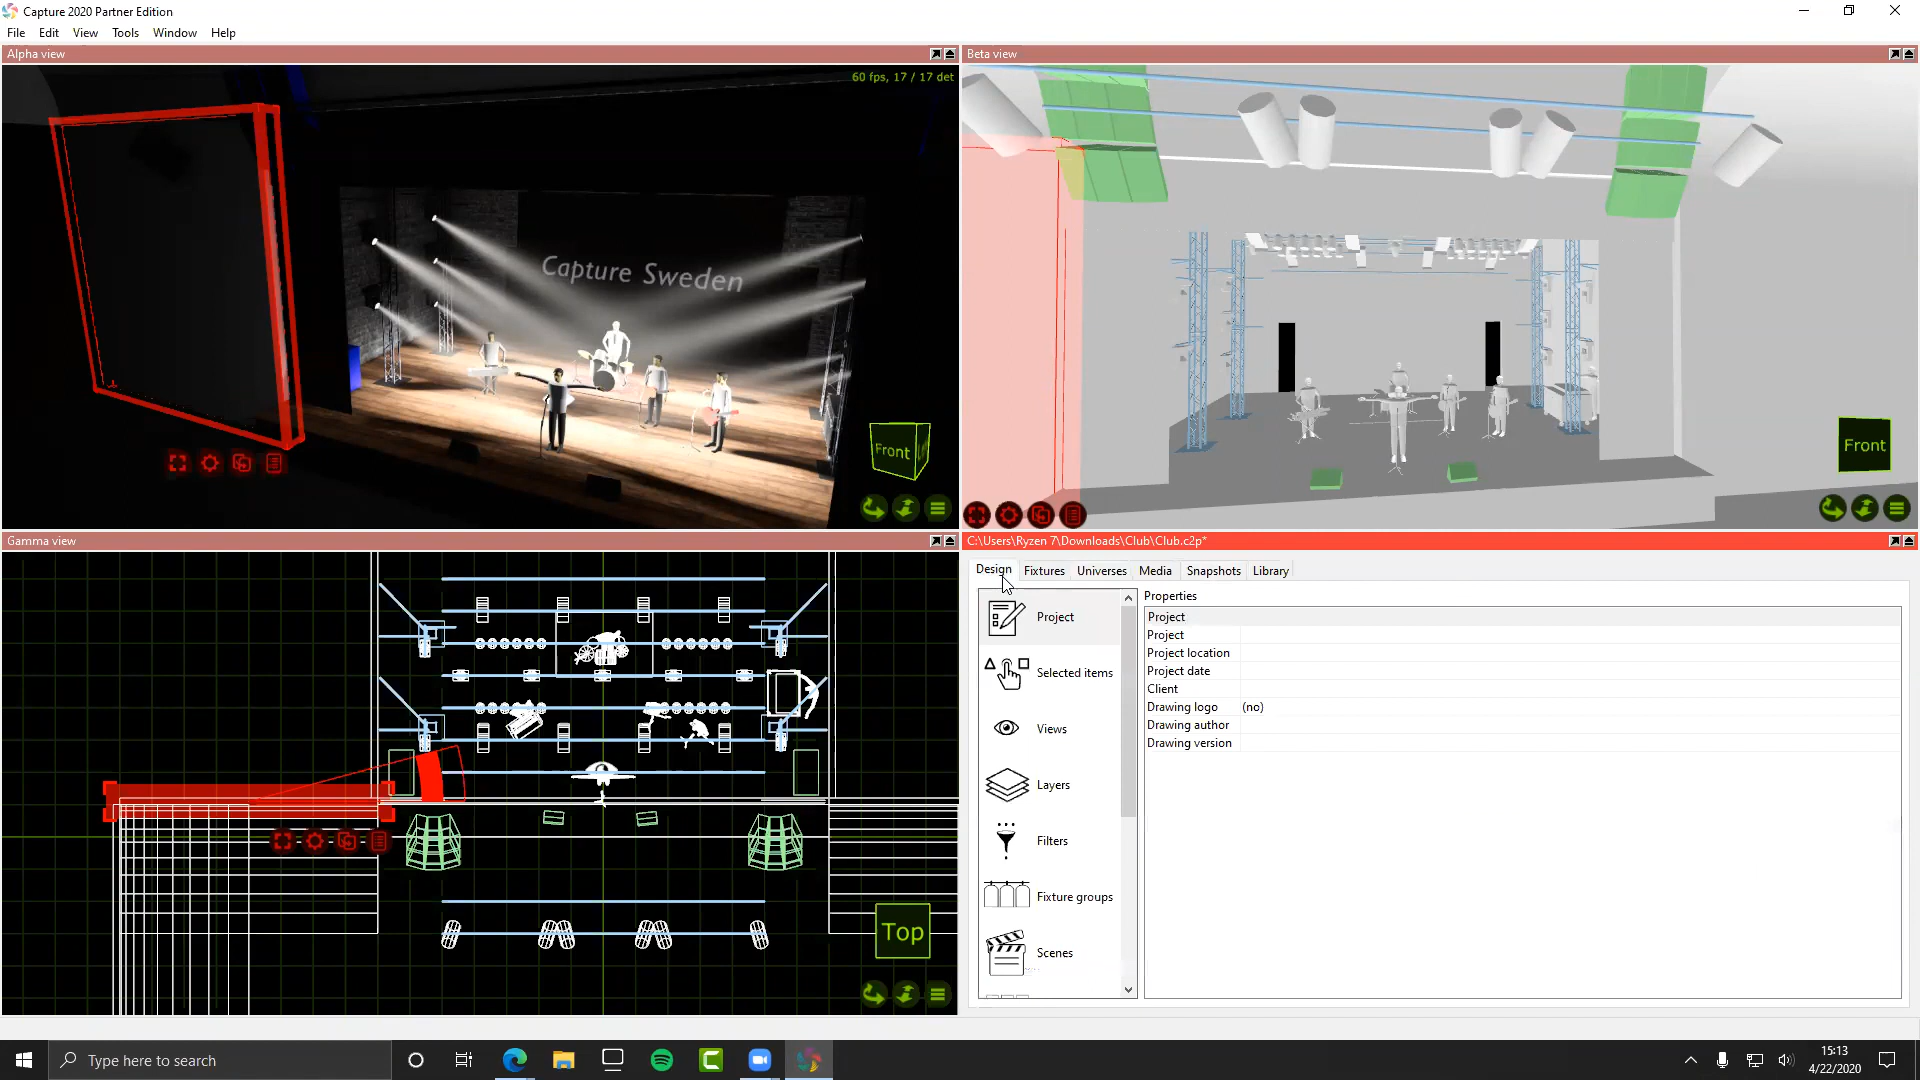 Capture 2020 Partner Edition
File Edit View Tools Window Help
Alpha view
60 fps, 17 / 17 det
Capture Sweden
Front
Beta view
Front
Gamma view
Top
C:\Users\Ryzen 7\Downloads\Club\Club.c2p*
Design Fixtures Universes Media Snapshots Library
Project
Selected items
Views
Layers
Filters
Fixture groups
Scenes
Properties
Project
Project
Project location
Project date
Client
Drawing logo (no)
Drawing author
Drawing version
Type here to search
15:13
4/22/2020